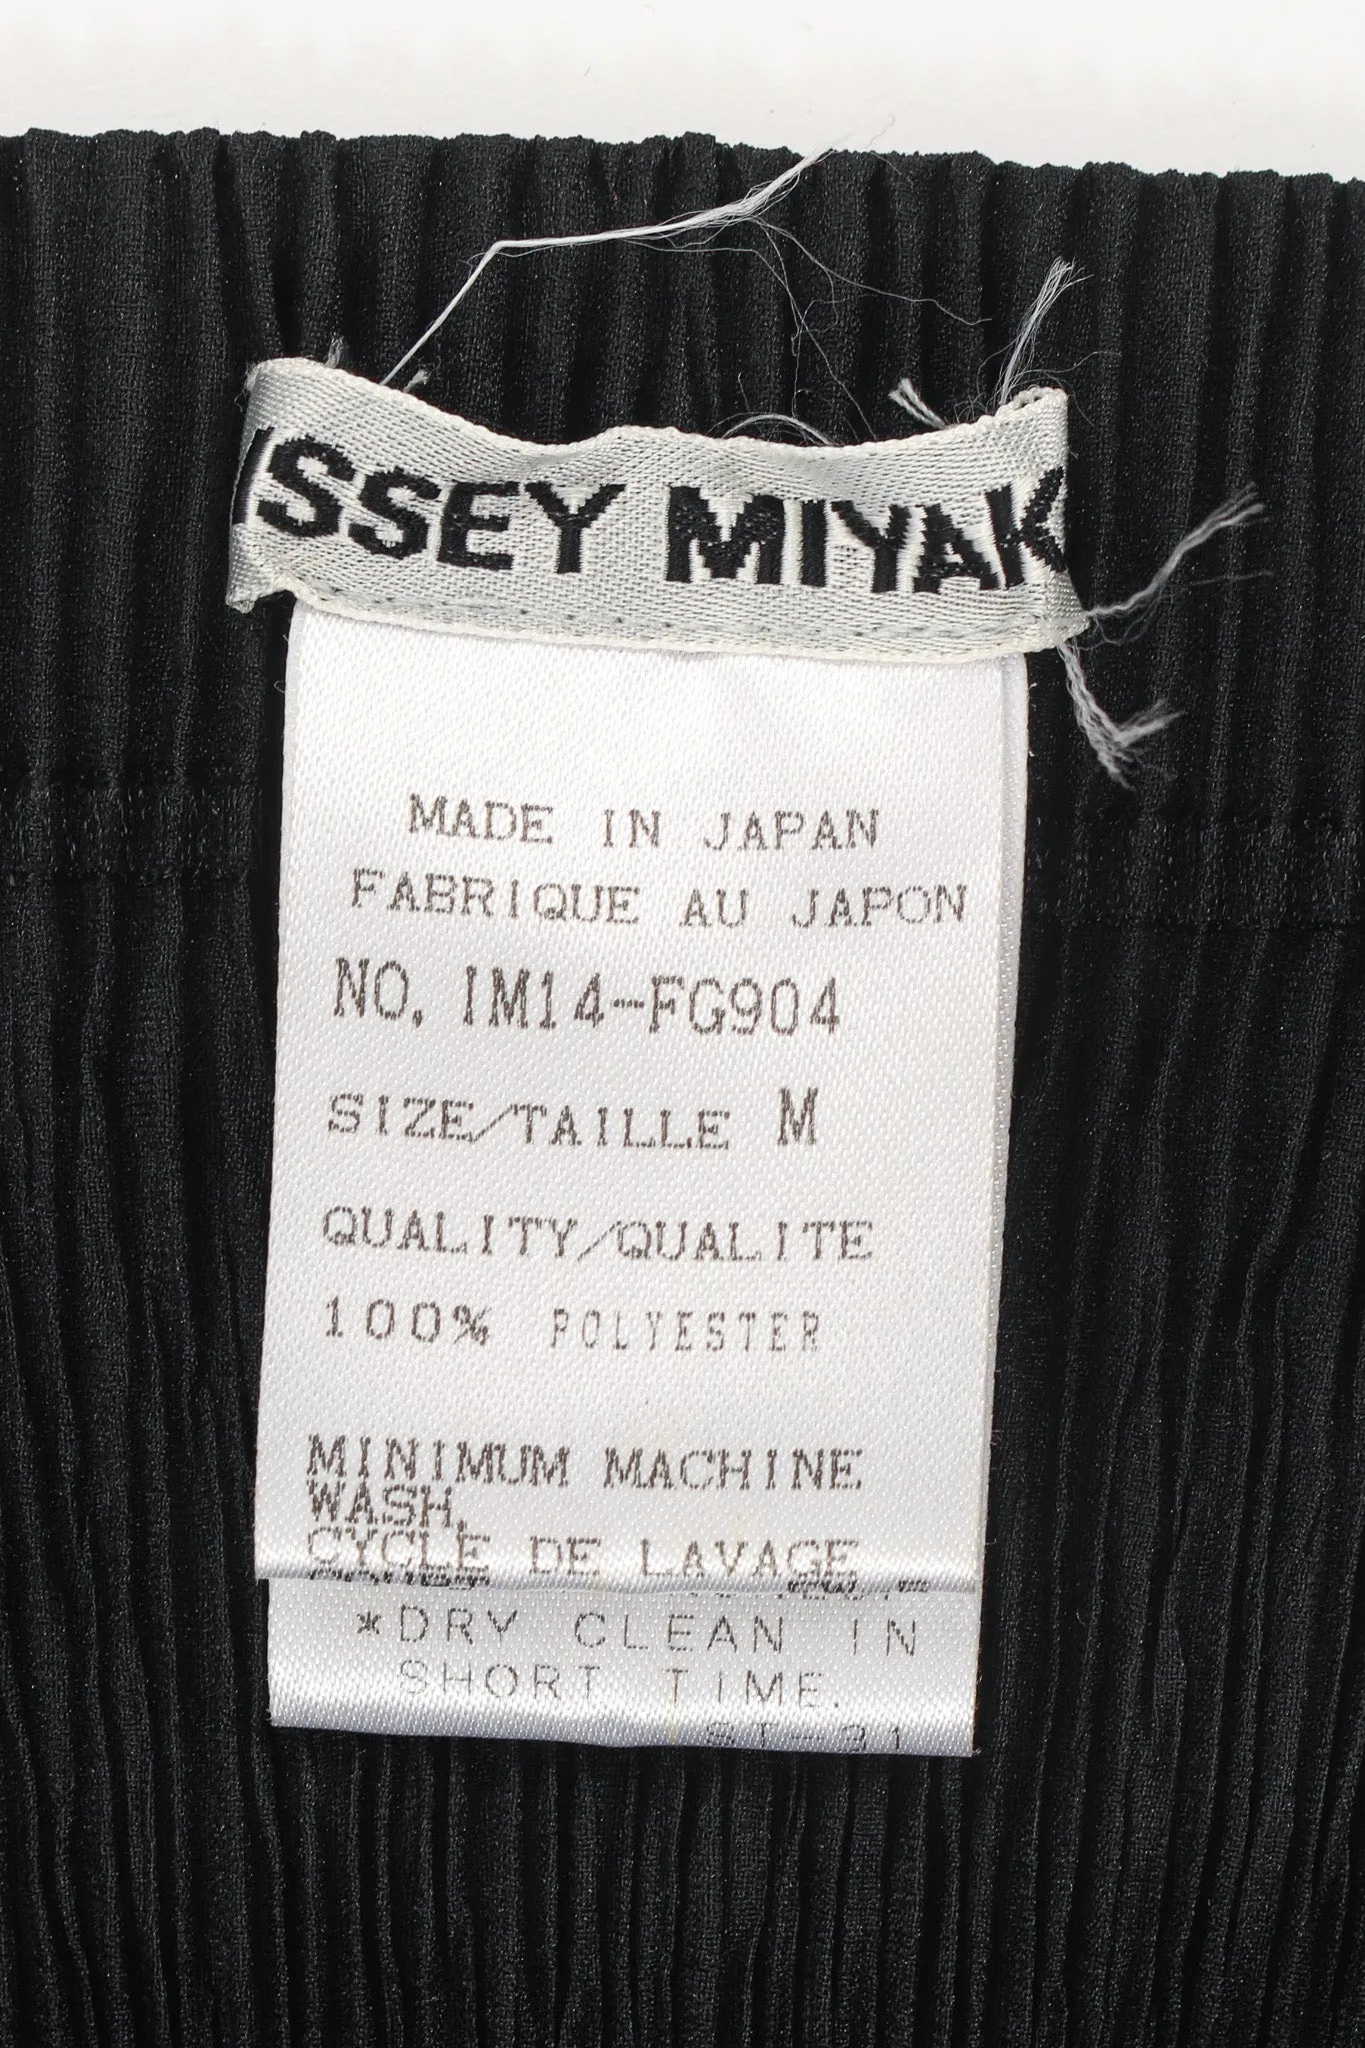 ISSEY MIYAK
MADE IN JAPAN
FABRIQUE AU JAPON
NO. IM14-FG904
SIZE/TAILLE M
QUALITY/QUALITE
100% POLYESTER
MINIMUM MACHINE
WASH.
CYCLE DE LAVAGE
*DRY CLEAN IN
SHORT TIME.